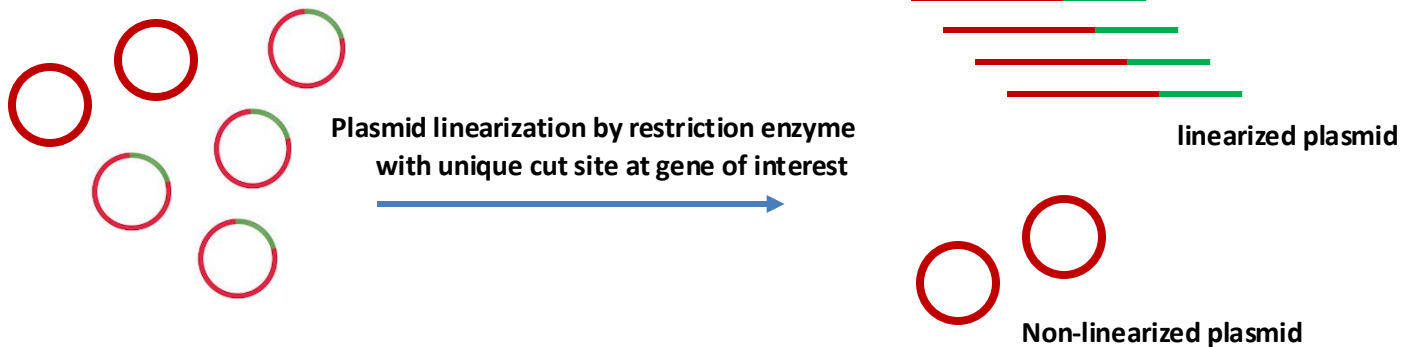 Plasmid linearization by restriction enzyme
with unique cut site at gene of interest
linearized plasmid
Non-linearized plasmid